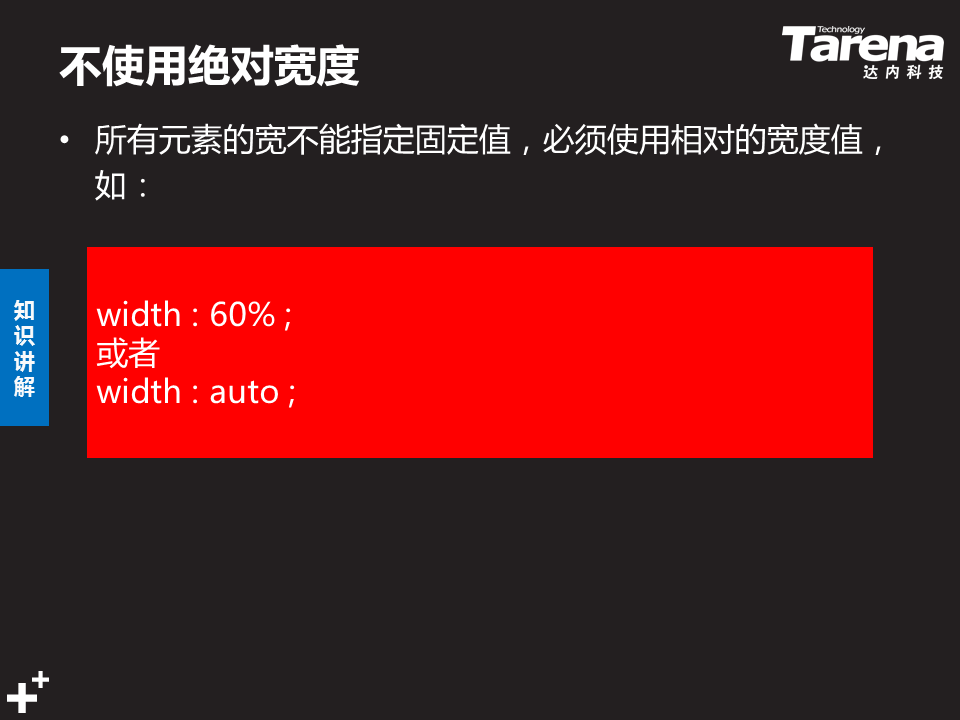 不使用绝对宽度
Technology
Tarena
达内科技
• 所有元素的宽不能指定固定值，必须使用相对的宽度值，
如：
知识讲解
width : 60% ;
或者
width : auto ;